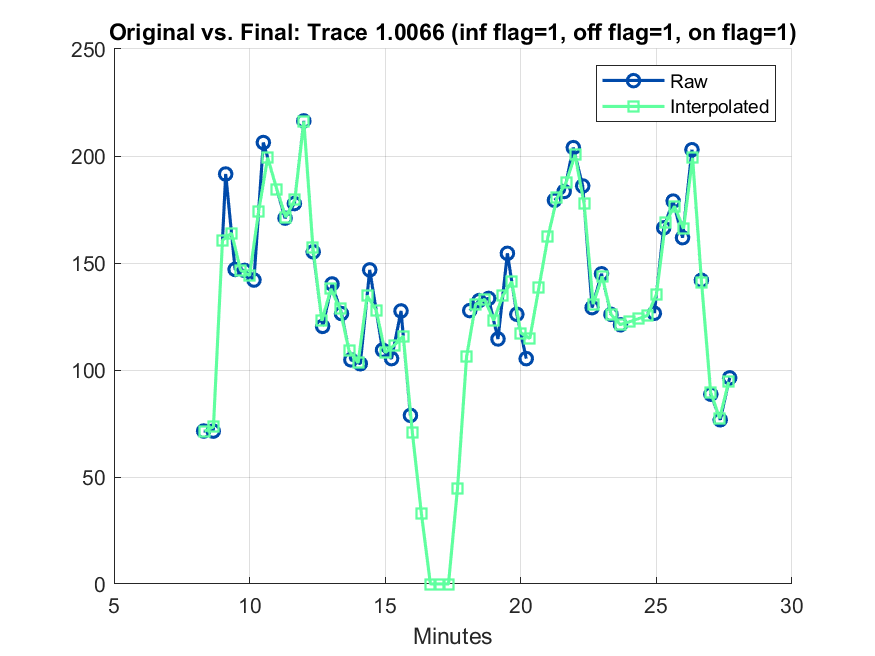 Original vs. Final: Trace 1.0066 (inf flag=1, off flag=1, on flag=1)
250
Raw
Interpolated
200
150
100
50
0
5 10 15 20 25 30
Minutes